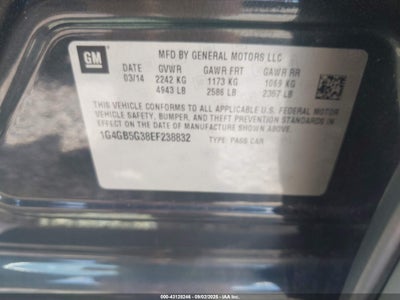 GM
MFD BY GENERAL MOTORS LLC
DATE GVWR GAWR FRT GAWR RR
03/14 2242 KG 1173 KG 1069 KG
4943 LB 2586 LB 2357 LB
THIS VEHICLE CONFORMS TO ALL APPLICABLE U.S. FEDERAL MOTOR
VEHICLE SAFETY, BUMPER, AND THEFT PREVENTION STANDARDS
IN EFFECT ON THE DATE OF MANUFACTURE SHOWN ABOVE.
1G4GB5G38EF238832 TYPE: PASS CAR
000-43128246 - 09/02/2025 - IAAI.COM